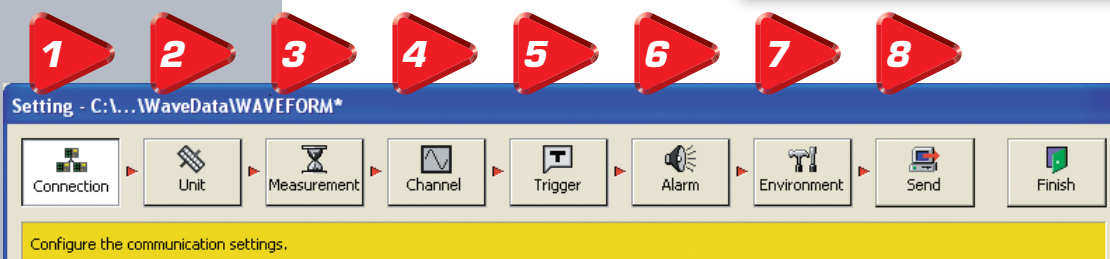 1 2 3 4 5 6 7 8
Setting - C:\...\WaveData\WAVEFORM*
Connection Unit Measurement Channel Trigger Alarm Environment Send Finish
Configure the communication settings.